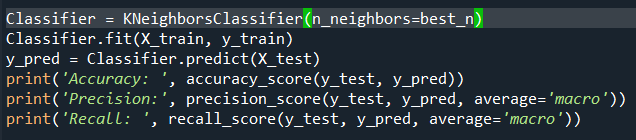 Classifier = KNeighborsClassifier(n_neighbors=best_n)
Classifier.fit(X_train, y_train)
y_pred = Classifier.predict(X_test)
print('Accuracy: ', accuracy_score(y_test, y_pred))
print('Precision:', precision_score(y_test, y_pred, average='macro'))
print('Recall: ', recall_score(y_test, y_pred, average='macro'))